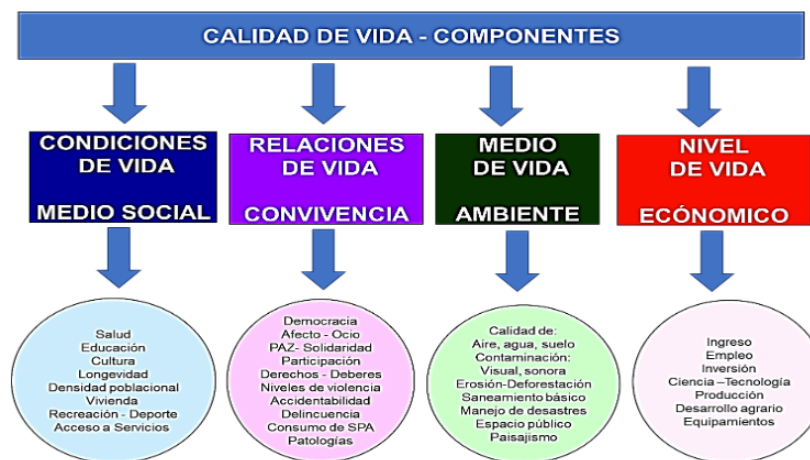 CALIDAD DE VIDA - COMPONENTES
CONDICIONES
DE VIDA
MEDIO SOCIAL
RELACIONES
DE VIDA
CONVIVENCIA
MEDIO
DE VIDA
AMBIENTE
NIVEL
DE VIDA
ECÓNOMICO
Salud
Educación
Cultura
Longevidad
Densidad poblacional
Vivienda
Recreación - Deporte
Acceso a Servicios
Democracia
Afecto - Ocio
PAZ- Solidaridad
Participación
Derechos - Deberes
Niveles de violencia
Accidentabilidad
Delincuencia
Consumo de SPA
Patologías
Calidad de:
Aire, agua, suelo
Contaminación:
Visual, sonora
Erosión-Deforestación
Saneamiento básico
Manejo de desastres
Espacio público
Paisajismo
Ingreso
Empleo
Inversión
Ciencia –Tecnología
Producción
Desarrollo agrario
Equipamientos